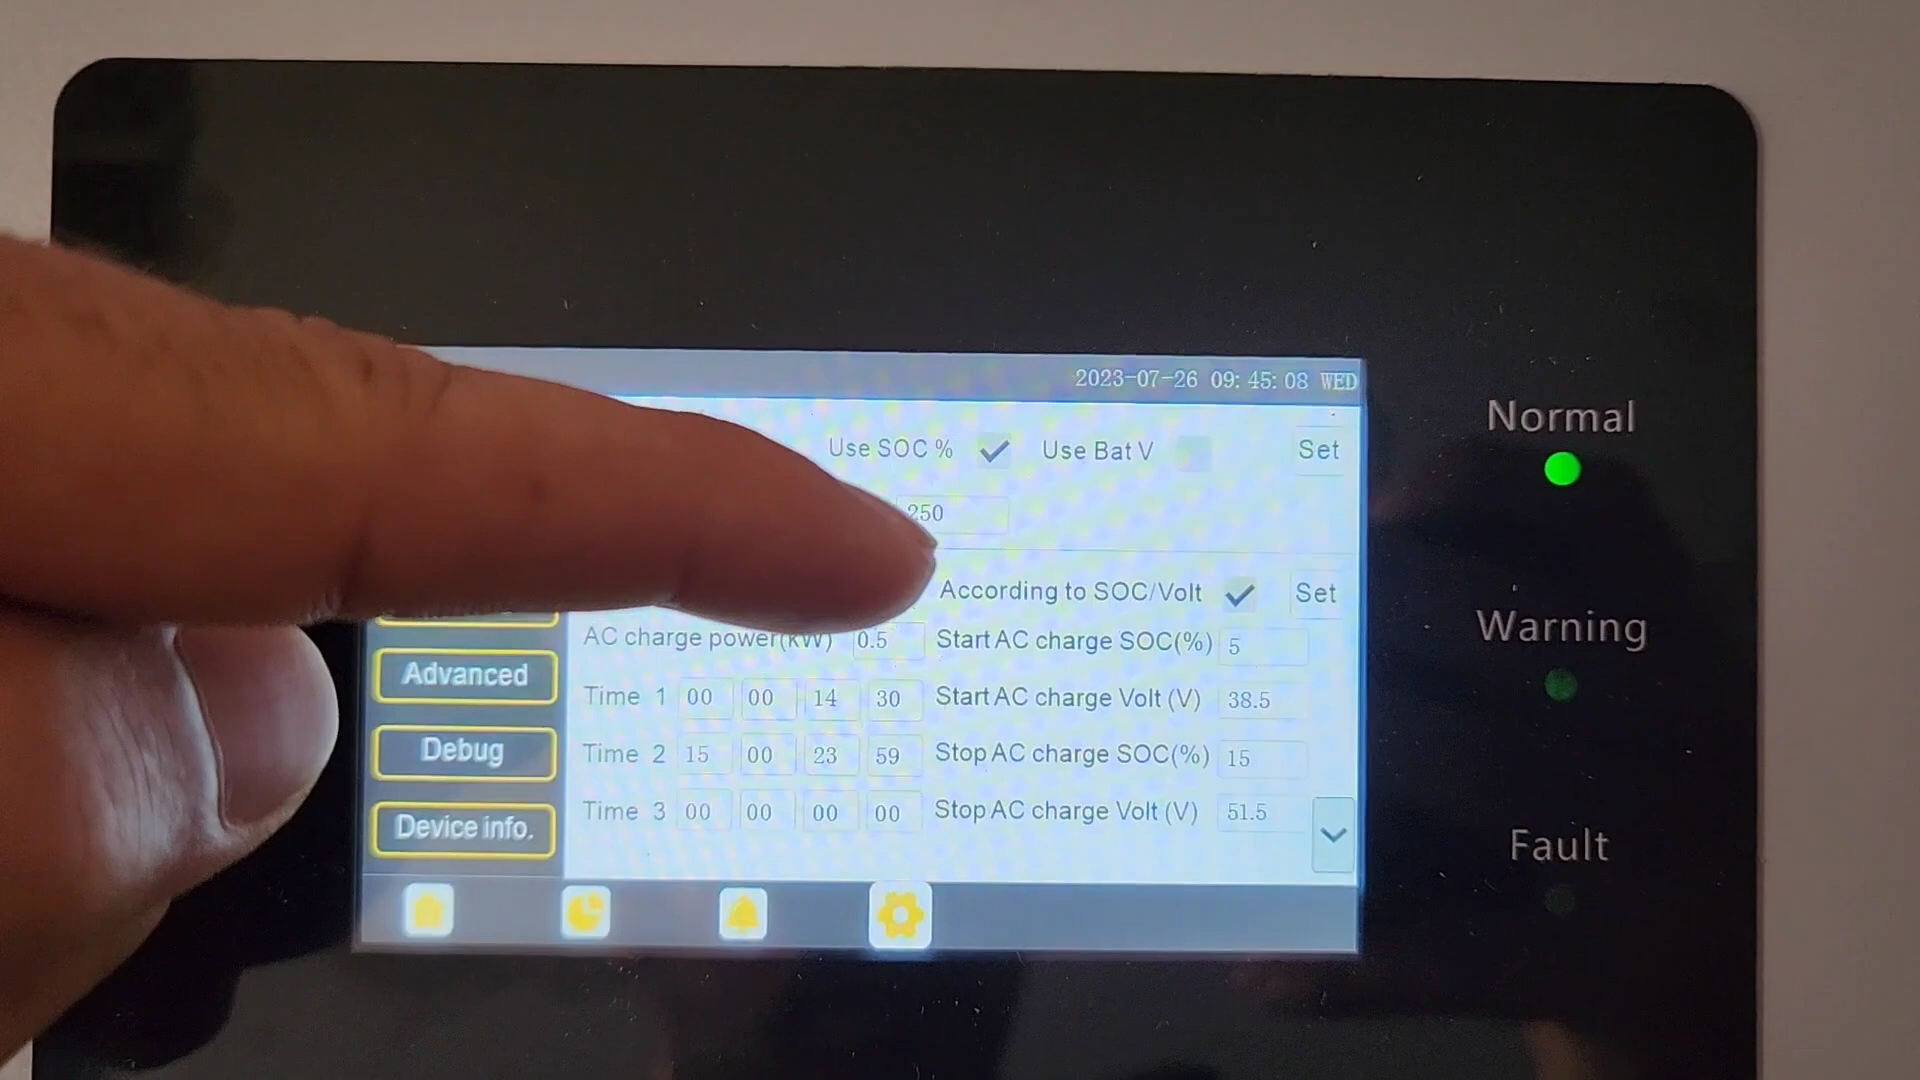 2023-07-26 09:45:08 WED
Use SOC % Use Bat V Set
250
According to SOC/Volt Set
AC charge power(kW) 0.5 Start AC charge SOC(%) 5
Advanced
Time 1 00 00 14 30 Start AC charge Volt (V) 38.5
Debug
Time 2 15 00 23 59 Stop AC charge SOC(%) 15
Device info.
Time 3 00 00 00 00 Stop AC charge Volt (V) 51.5
Normal
Warning
Fault